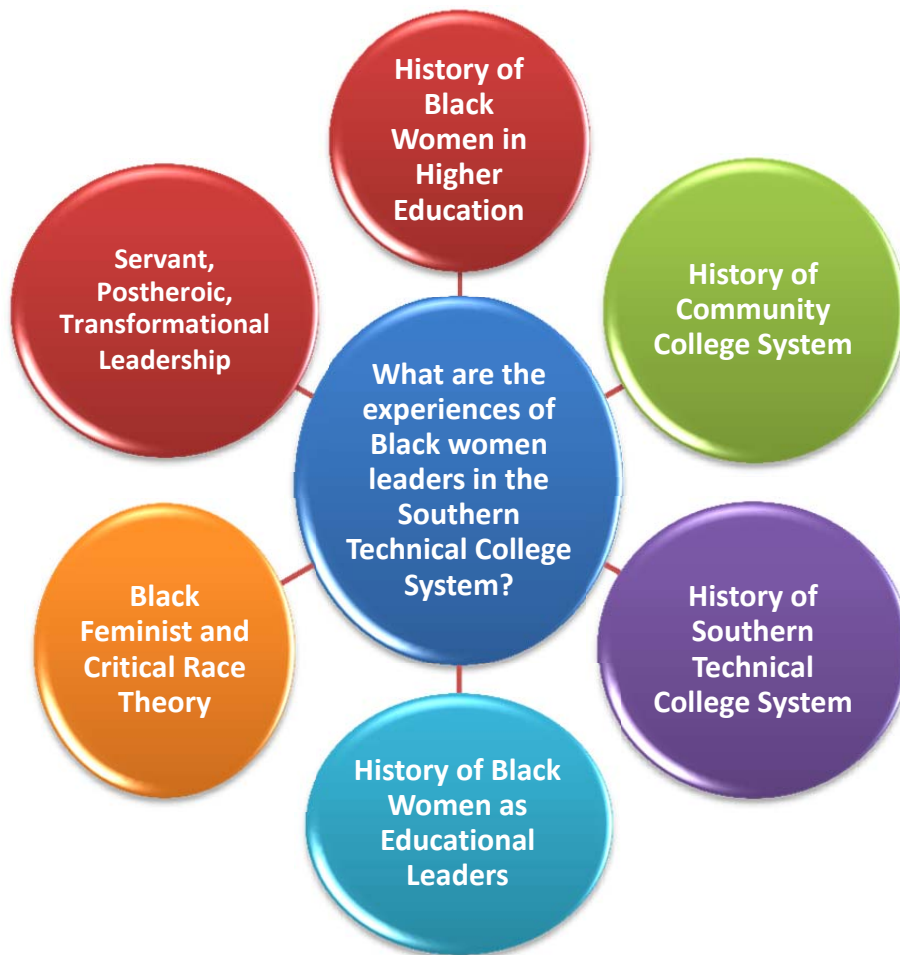 History of
Black
Women in
Higher
Education
Servant,
Postheroic,
Transformational
Leadership
History of
Community
College System
What are the
experiences of
Black women
leaders in the
Southern
Technical College
System?
Black
Feminist and
Critical Race
Theory
History of
Southern
Technical
College System
History of Black
Women as
Educational
Leaders